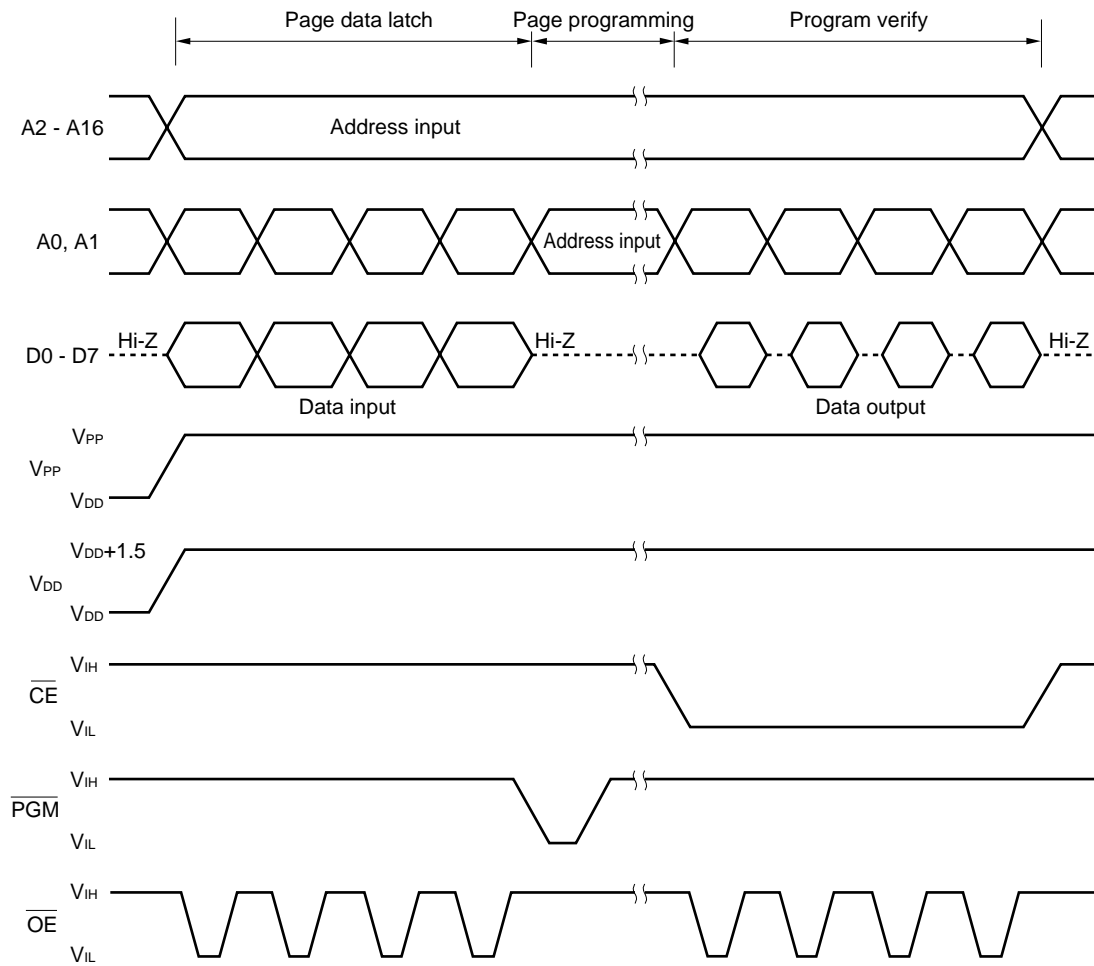 Page data latch Page programming Program verify
A2 - A16 Address input
A0, A1 Address input
Hi-Z Hi-Z Hi-Z
D0 - D7
Data input Data output
VPP
VPP
VDD
VDD+1.5
VDD
VDD
VIH
CE
VIL
VIH
PGM
VIL
VIH
OE
VIL